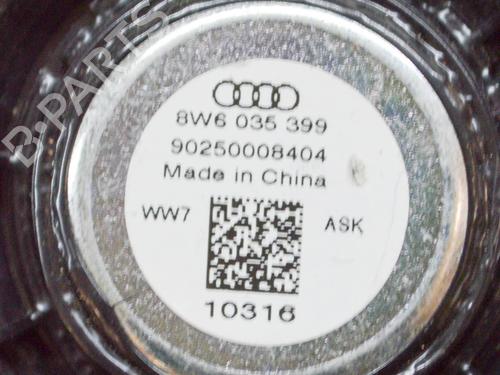 B-PARTS
8W6 035 399
90250008404
Made in China
WW7
ASK
10316